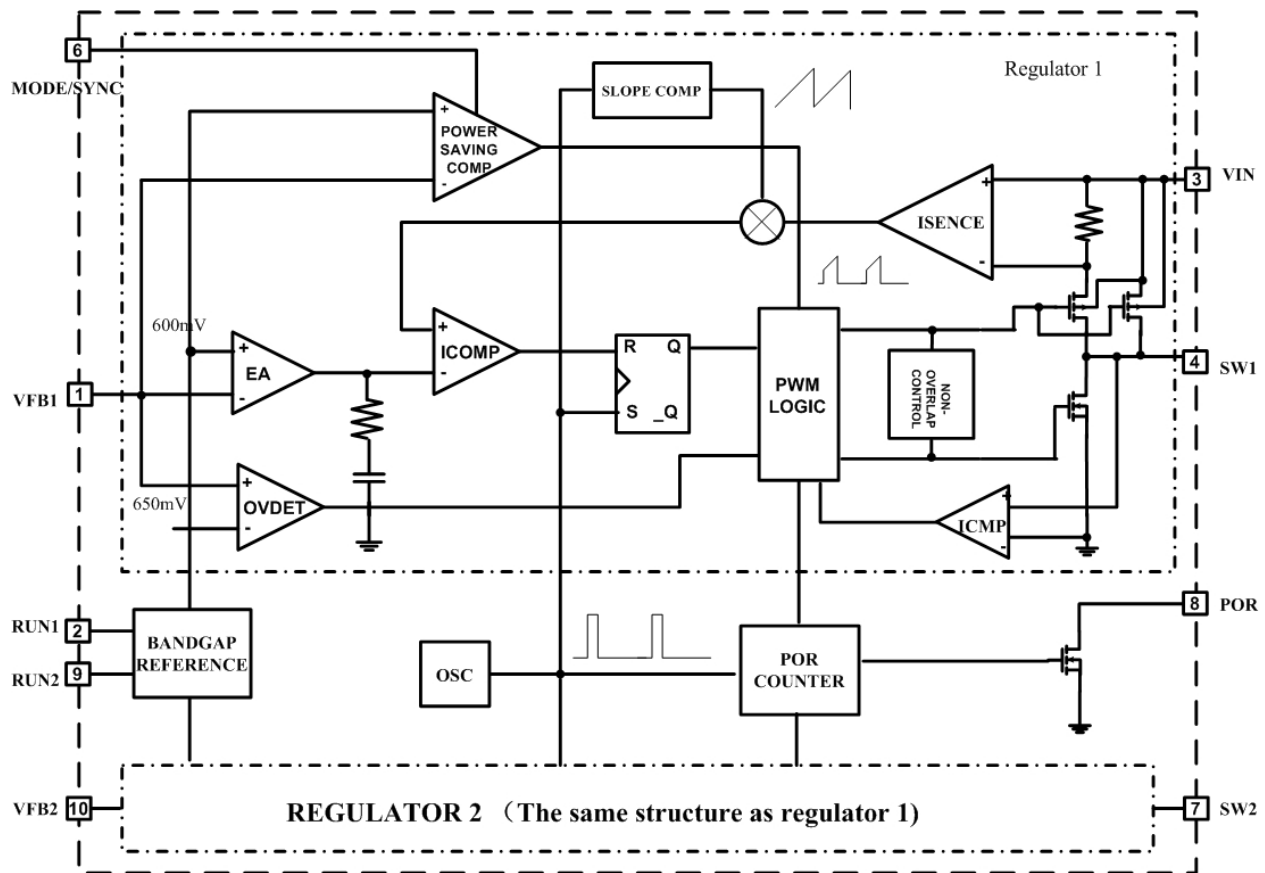 6
MODE/SYNC
Regulator 1
SLOPE COMP
+
POWER
SAVING
COMP
-
3
VIN
+
ISENCE
-
600mV
+
EA
-
+
ICOMP
-
R
Q
S
_Q
PWM
LOGIC
NON-
OVERLAP
CONTROL
4
SW1
1
VFB1
650mV
+
OVDET
-
+
ICMP
-
8
POR
RUN1
2
RUN2
9
BANDGAP
REFERENCE
OSC
POR
COUNTER
VFB2
10
REGULATOR 2 （The same structure as regulator 1)
7
SW2